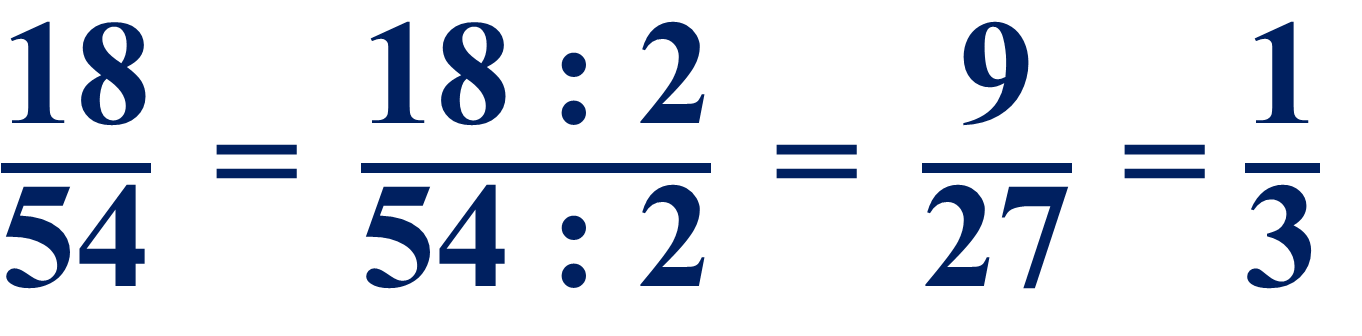 18/54 = 18 : 2/54 : 2 = 9/27 = 1/3